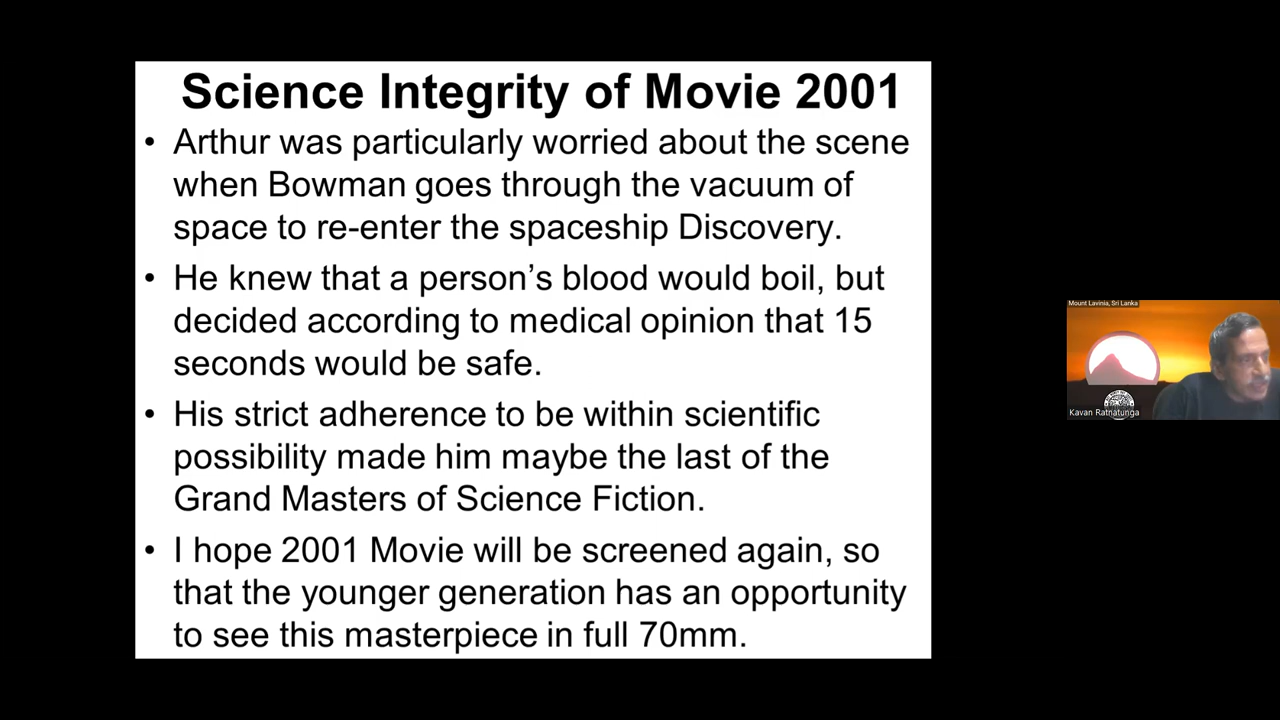 Science Integrity of Movie 2001
• Arthur was particularly worried about the scene
when Bowman goes through the vacuum of
space to re-enter the spaceship Discovery.
• He knew that a person's blood would boil, but
decided according to medical opinion that 15
seconds would be safe.
• His strict adherence to be within scientific
possibility made him maybe the last of the
Grand Masters of Science Fiction.
• I hope 2001 Movie will be screened again, so
that the younger generation has an opportunity
to see this masterpiece in full 70mm.
Mount Lavinia, Sri Lanka
Kavan Ratnatunga